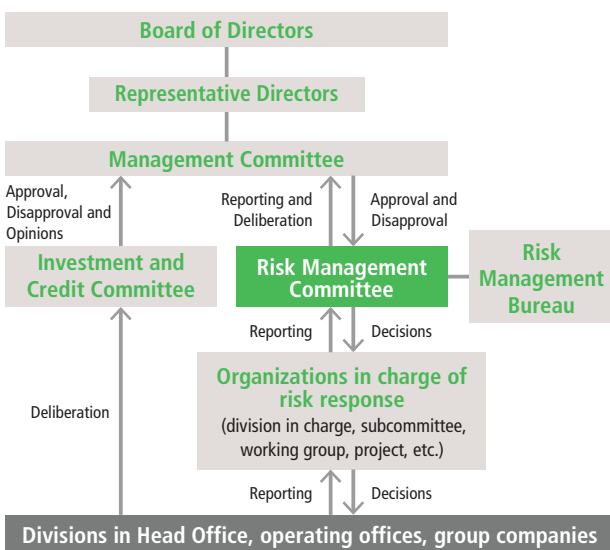 Board of Directors
Representative Directors
Management Committee
Approval,
Disapproval and
Opinions
Reporting and
Deliberation
Approval and
Disapproval
Investment and
Credit Committee
Risk Management
Committee
Risk
Management
Bureau
Reporting
Decisions
Organizations in charge of
risk response
(division in charge, subcommittee,
working group, project, etc.)
Deliberation
Reporting
Decisions
Divisions in Head Office, operating offices, group companies